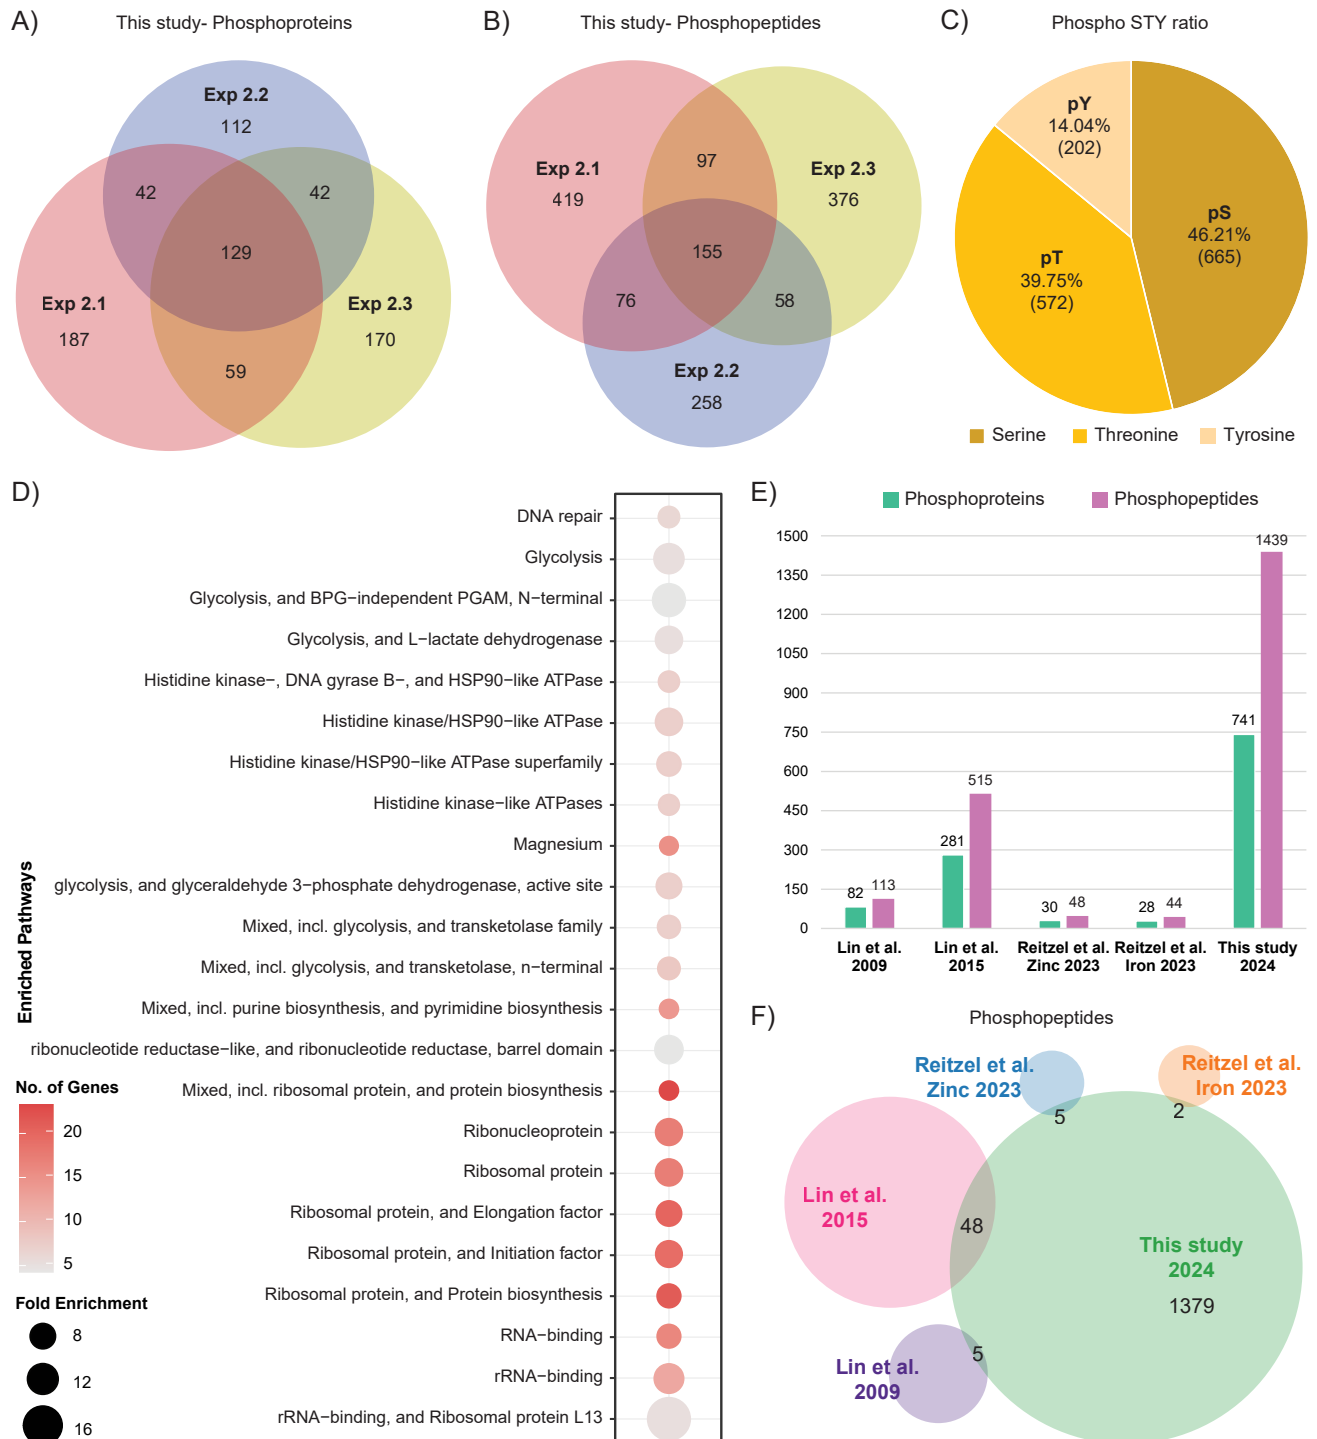 A)
This study- Phosphoproteins
Exp 2.2
112
42
42
129
Exp 2.1
187
Exp 2.3
170
59
B)
This study- Phosphopeptides
Exp 2.1
419
97
Exp 2.3
376
155
76
58
Exp 2.2
258
C)
Phospho STY ratio
pY
14.04%
(202)
pS
46.21%
(665)
pT
39.75%
(572)
Serine
Threonine
Tyrosine
D)
Enriched Pathways
DNA repair
Glycolysis
Glycolysis, and BPG−independent PGAM, N−terminal
Glycolysis, and L−lactate dehydrogenase
Histidine kinase−, DNA gyrase B−, and HSP90−like ATPase
Histidine kinase/HSP90−like ATPase
Histidine kinase/HSP90−like ATPase superfamily
Histidine kinase−like ATPases
Magnesium
glycolysis, and glyceraldehyde 3−phosphate dehydrogenase, active site
Mixed, incl. glycolysis, and transketolase family
Mixed, incl. glycolysis, and transketolase, n−terminal
Mixed, incl. purine biosynthesis, and pyrimidine biosynthesis
ribonucleotide reductase−like, and ribonucleotide reductase, barrel domain
Mixed, incl. ribosomal protein, and protein biosynthesis
Ribonucleoprotein
Ribosomal protein
Ribosomal protein, and Elongation factor
Ribosomal protein, and Initiation factor
Ribosomal protein, and Protein biosynthesis
RNA−binding
rRNA−binding
rRNA−binding, and Ribosomal protein L13
No. of Genes
20
15
10
5
Fold Enrichment
8
12
16
E)
Phosphoproteins
Phosphopeptides
1500
1350
1200
1050
900
750
600
450
300
150
0
82
113
281
515
30
48
28
44
741
1439
Lin et al.
2009
Lin et al.
2015
Reitzel et al.
Zinc 2023
Reitzel et al.
Iron 2023
This study
2024
F)
Phosphopeptides
Reitzel et al.
Zinc 2023
5
Reitzel et al.
Iron 2023
2
Lin et al.
2015
48
This study
2024
1379
5
Lin et al.
2009